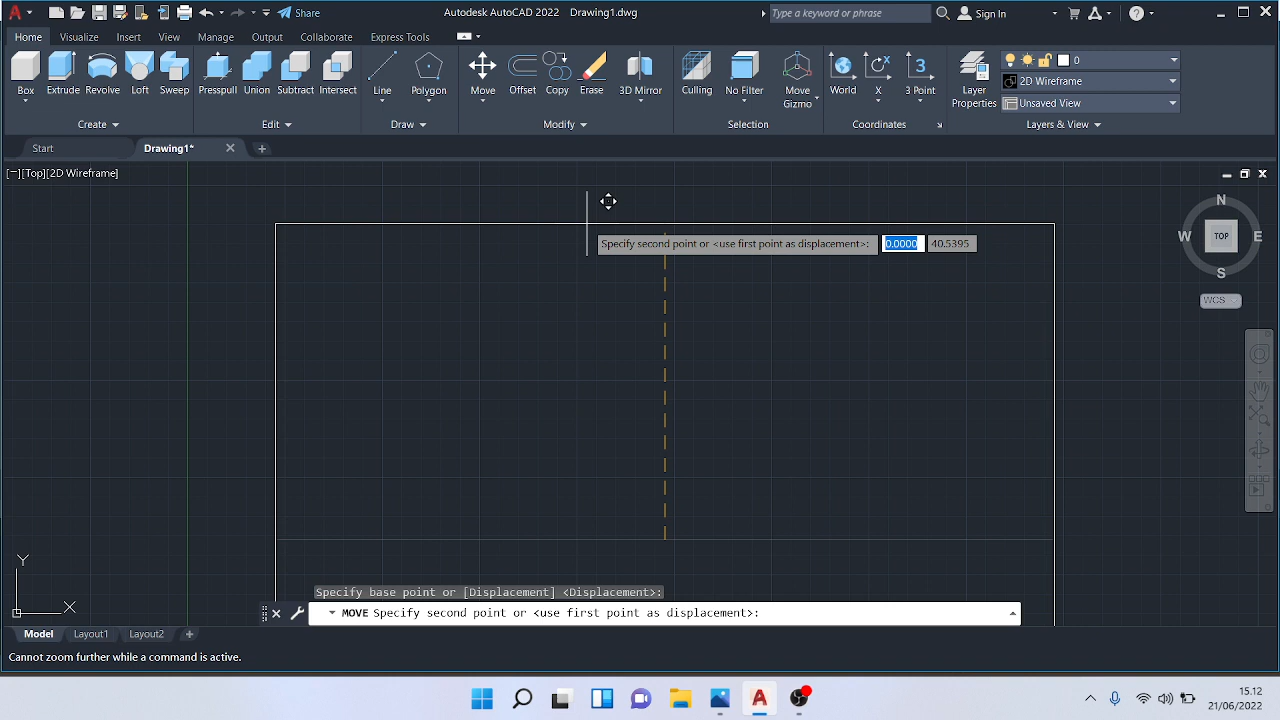 Share
Autodesk AutoCAD 2022 Drawing1.dwg
Type a keyword or phrase
Sign In
Home Visualize Insert View Manage Output Collaborate Express Tools
Box Extrude Revolve Loft Sweep
Presspull Union Subtract Intersect
Line Polygon
Move Offset Copy Erase 3D Mirror
Culling No Filter Move
Gizmo
World X 3 Point
Layer
Properties
0
2D Wireframe
Unsaved View
Create Edit Draw Modify Selection Coordinates Layers & View
Start Drawing1*
[−][Top][2D Wireframe]
N
W TOP E
S
WCS
Specify second point or <use first point as displacement>: 0.0000 40.5395
Y
X
Specify base point or [Displacement] <Displacement>:
MOVE Specify second point or <use first point as displacement>:
Model Layout1 Layout2
Cannot zoom further while a command is active.
15.12
21/06/2022